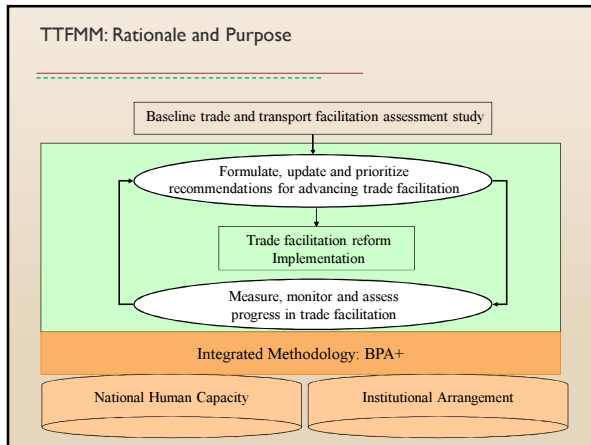 TTFMM: Rationale and Purpose
Baseline trade and transport facilitation assessment study
Formulate, update and prioritize
recommendations for advancing trade facilitation
Trade facilitation reform
Implementation
Measure, monitor and assess
progress in trade facilitation
Integrated Methodology: BPA+
National Human Capacity
Institutional Arrangement